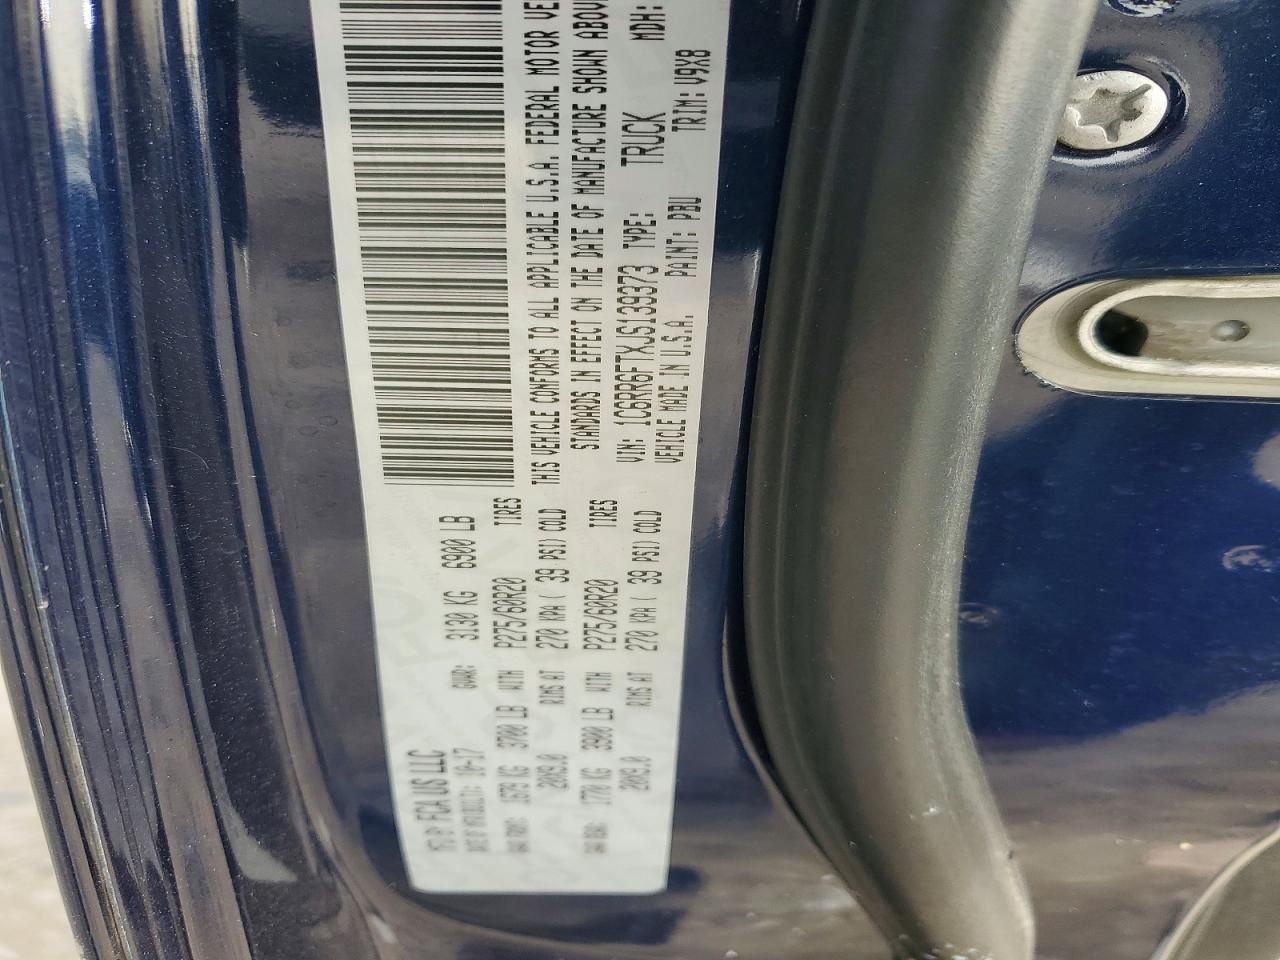 MFD BY FCA US LLC
DATE OF MFR(BUILD): 10-17 GVWR: 3130 KG 6900 LB
GAWR FRONT: 1675 KG 3700 LB WITH P275/60R20 TIRES
20X9.0 RIMS AT 270 KPA ( 39 PSI) COLD
GAWR REAR: 1770 KG 3900 LB WITH P275/60R20 TIRES
20X9.0 RIMS AT 270 KPA ( 39 PSI) COLD
THIS VEHICLE CONFORMS TO ALL APPLICABLE U.S.A. FEDERAL MOTOR VE
STANDARDS IN EFFECT ON THE DATE OF MANUFACTURE SHOWN ABOVE
VIN: 1C6RR6FTXJS139373 TYPE: TRUCK MDH:
VEHICLE MADE IN U.S.A. PAINT: PBU TRIM: V9X8